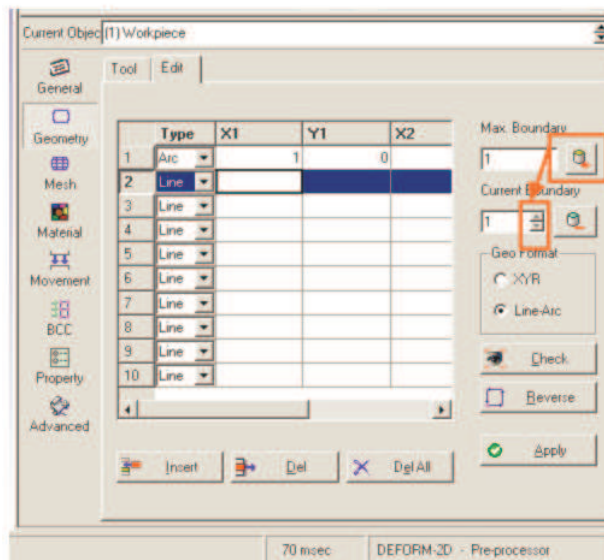 Current Objec (1) Workpiece
General
Geometry
Mesh
Material
Movement
BCC
Property
Advanced
Tool Edit
Type X1 Y1 X2
1 Arc 1 0
2 Line
3 Line
4 Line
5 Line
6 Line
7 Line
8 Line
9 Line
10 Line
Insert Del Del All
Max. Boundary
1
Current Boundary
1
Geo Format
XYR
Line-Arc
Check
Reverse
Apply
70 msec DEFORM-2D - Pre-processor